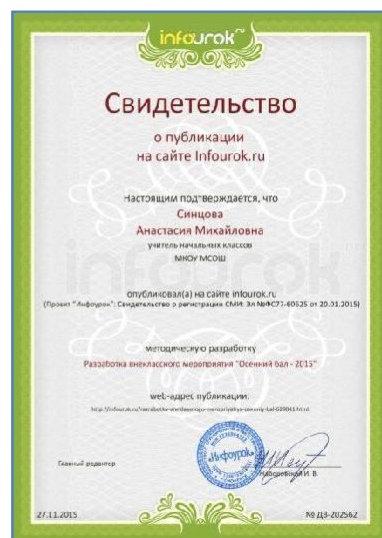 infourok
Свидетельство
о публикации
на сайте Infourok.ru
Настоящим подтверждается, что
Синцова
Анастасия Михайловна
учитель начальных классов
МКОУ МСОШ
опубликовал(а) на сайте infourok.ru
(Проект "Инфоурок": Свидетельство о регистрации СМИ: Эл №ФС77-60625 от 20.01.2015)
методическую разработку
Разработка внеклассного мероприятия "Осенний бал - 2015"
web-адрес публикации:
Главный редактор
«Инфоурок»
И. В.
27.11.2015
№ ДВ-202562